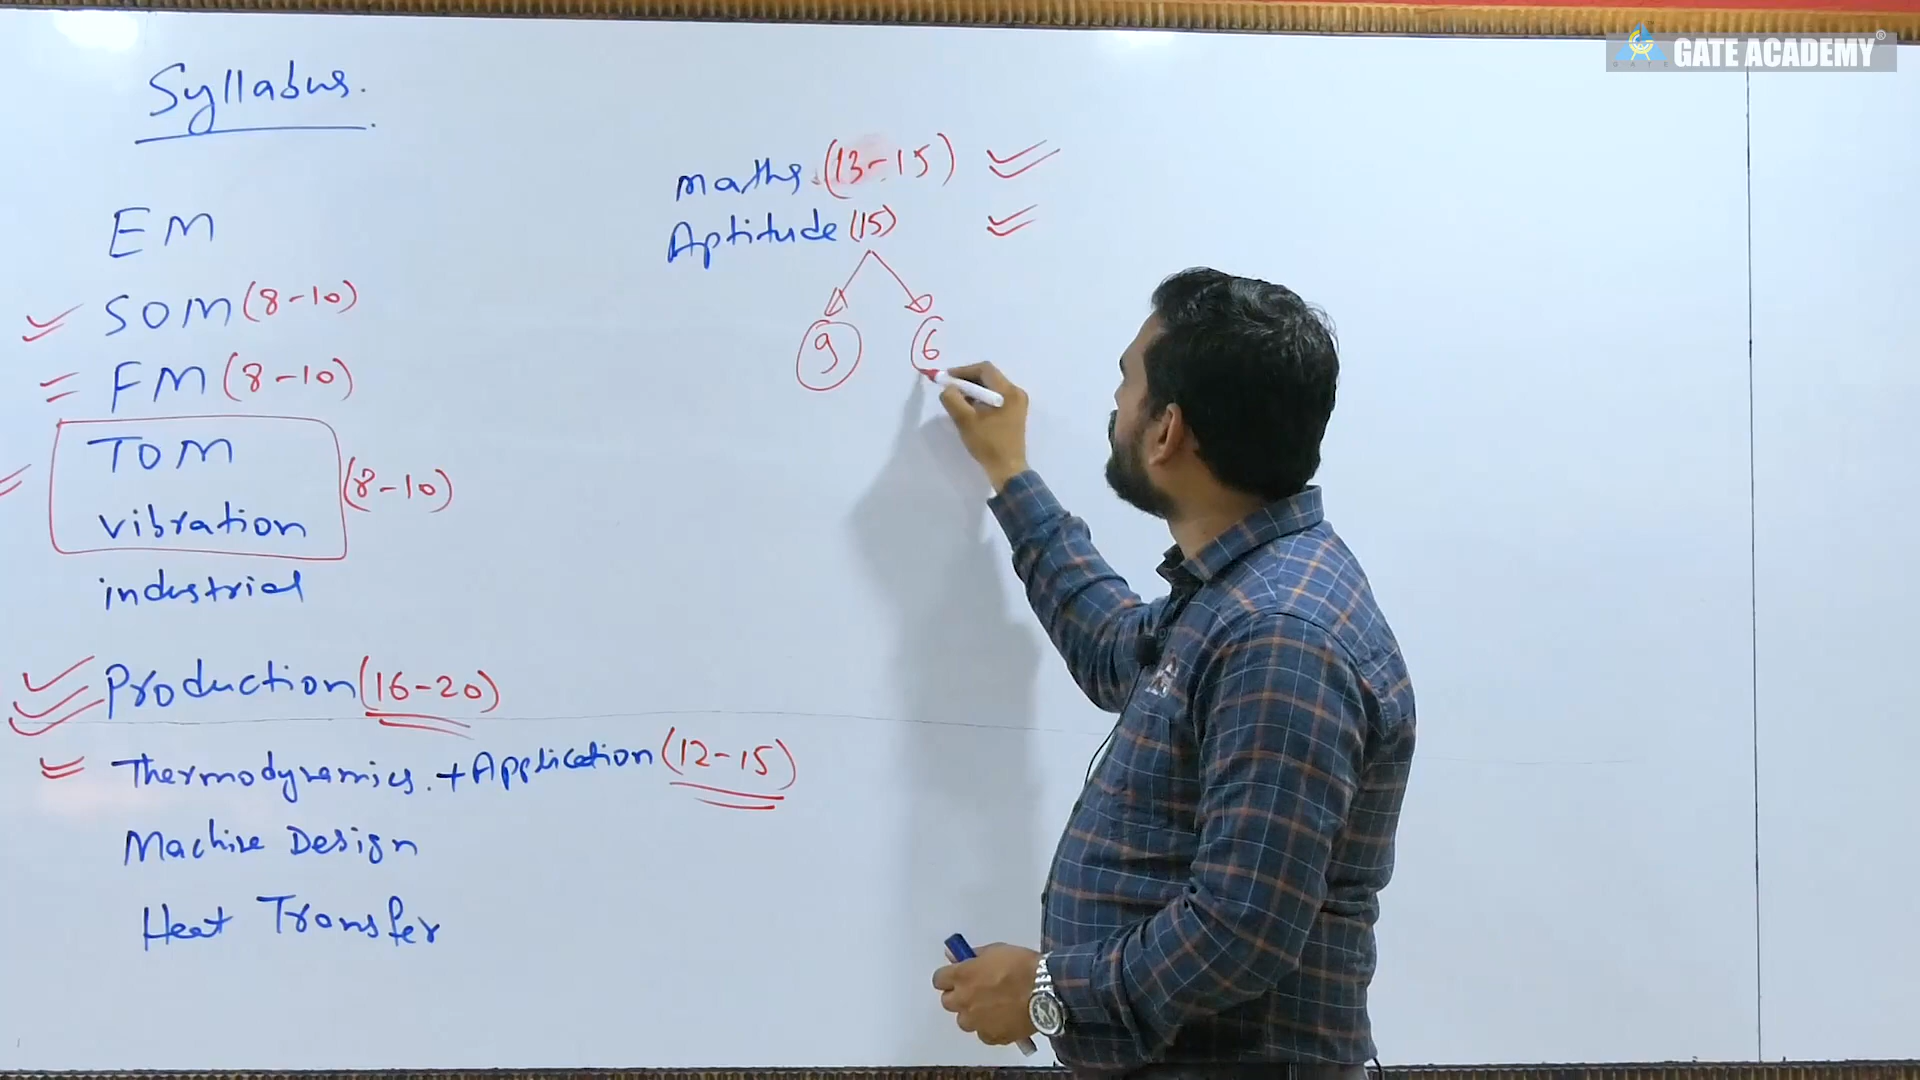 GATE ACADEMY®
GATE
Syllabus.
EM
SOM (8-10)
FM (8-10)
TOM
vibration
(8-10)
industrial
Production (16-20)
Thermodynamics. + Application (12-15)
Machine Design
Heat Transfer
maths (13-15)
Aptitude (15)
9 6